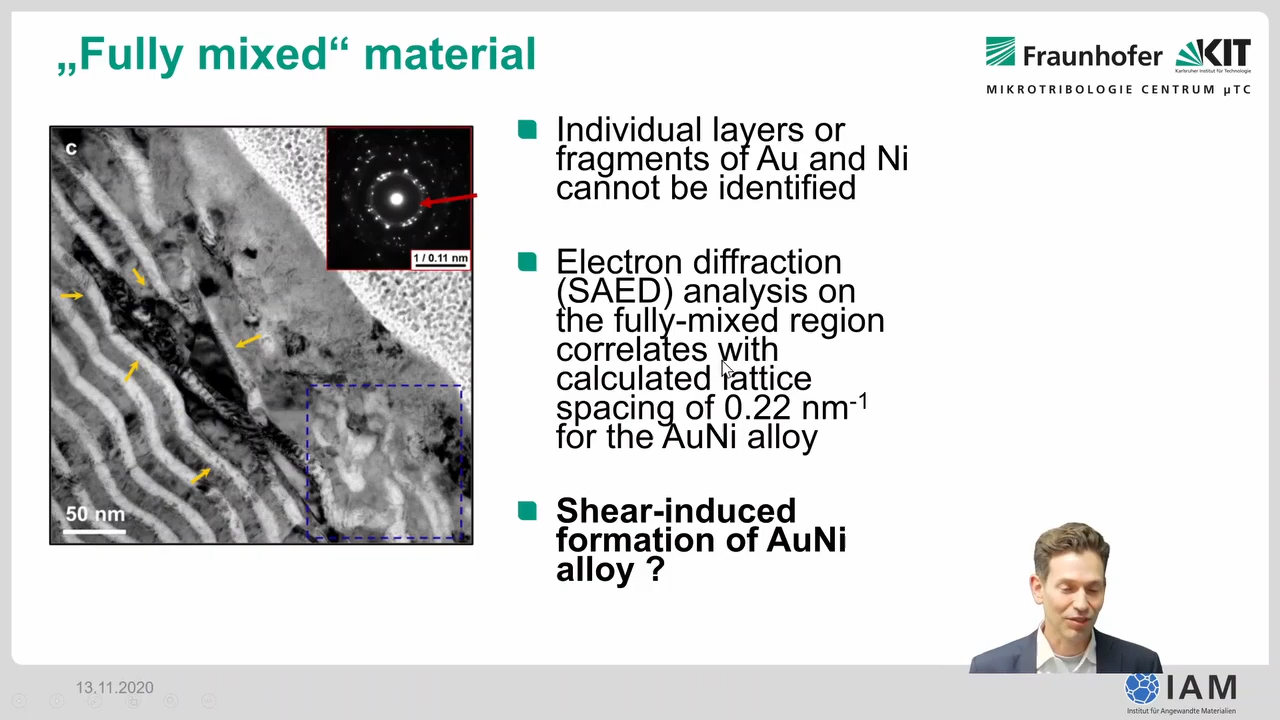 „Fully mixed“ material
Fraunhofer
KIT
Karlsruher Institut für Technologie
MIKROTRIBOLOGIE CENTRUM µTC
c
1 / 0.11 nm
50 nm
Individual layers or
fragments of Au and Ni
cannot be identified
Electron diffraction
(SAED) analysis on
the fully-mixed region
correlates with
calculated lattice
spacing of 0.22 nm⁻¹
for the AuNi alloy
Shear-induced
formation of AuNi
alloy ?
13.11.2020
IAM
Institut für Angewandte Materialien